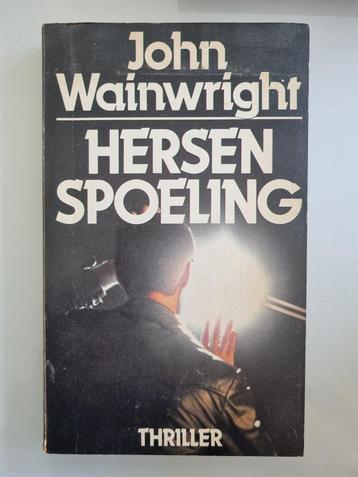 John
Wainwright
HERSEN
SPOELING
THRILLER